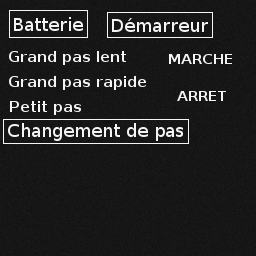 Batterie
Démarreur
Grand pas lent
MARCHE
Grand pas rapide
ARRET
Petit pas
Changement de pas